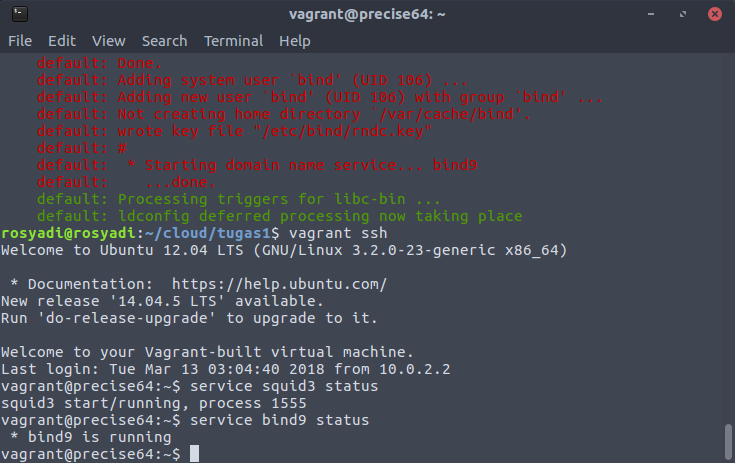 vagrant@precise64: ~
File Edit View Search Terminal Help
default: Done.
default: Adding system user `bind' (UID 106) ...
default: Adding new user `bind' (UID 106) with group `bind' ...
default: Not creating home directory `/var/cache/bind'.
default: wrote key file "/etc/bind/rndc.key"
default: #
default:  * Starting domain name service... bind9
default:    ...done.
default: Processing triggers for libc-bin ...
default: ldconfig deferred processing now taking place
rosyadi@rosyadi:~/cloud/tugas1$ vagrant ssh
Welcome to Ubuntu 12.04 LTS (GNU/Linux 3.2.0-23-generic x86_64)
 * Documentation:  https://help.ubuntu.com/
New release '14.04.5 LTS' available.
Run 'do-release-upgrade' to upgrade to it.
Welcome to your Vagrant-built virtual machine.
Last login: Tue Mar 13 03:04:40 2018 from 10.0.2.2
vagrant@precise64:~$ service squid3 status
squid3 start/running, process 1555
vagrant@precise64:~$ service bind9 status
 * bind9 is running
vagrant@precise64:~$